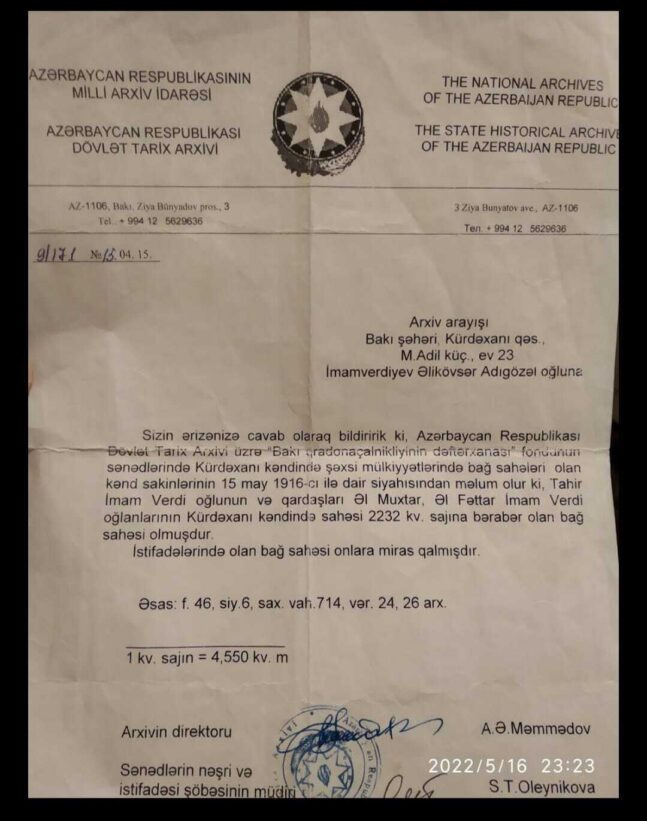 AZƏRBAYCAN RESPUBLİKASININ
MİLLİ ARXİV İDARƏSİ
AZƏRBAYCAN RESPUBLİKASI
DÖVLƏT TARİX ARXİVİ
THE NATIONAL ARCHIVES
OF THE AZERBAIJAN REPUBLIC
THE STATE HISTORICAL ARCHIVE
OF THE AZERBAIJAN REPUBLIC
AZ-1106, Bakı, Ziya Bünyadov pros., 3
Tel.: + 994 12 5629636
3 Ziya Bunyatov ave., AZ-1106
Тел. + 994 12 5629636
9/171 №15.04.15.
Arxiv arayışı
Bakı şəhəri, Kürdəxanı qəs.,
M.Adil küç., ev 23
İmamverdiyev Əlikövsər Adıgözəl oğluna
Sizin ərizənizə cavab olaraq bildiririk ki, Azərbaycan Respublikası
Dövlət Tarix Arxivi üzrə “Bakı qradonaçalnikliyinin dəftərxanası” fondunun
sənədlərində Kürdəxanı kəndində şəxsi mülkiyyətlərində bağ sahələri olan
kənd sakinlərinin 15 may 1916-cı ilə dair siyahısından məlum olur ki, Tahir
İmam Verdi oğlunun və qardaşları Əl Muxtar, Əl Fəttar İmam Verdi
oğlanlarının Kürdəxanı kəndində sahəsi 2232 kv. sajına bərabər olan bağ
sahəsi olmuşdur.
İstifadələrində olan bağ sahəsi onlara miras qalmışdır.
Əsas: f. 46, siy.6, sax. vah.714, vər. 24, 26 arx.
1 kv. sajın = 4,550 kv. m
Arxivin direktoru
A.Ə.Məmmədov
2022/5/16 23:23
Sənədlərin nəşri və
istifadəsi şöbəsinin müdiri
S.T.Oleynikova